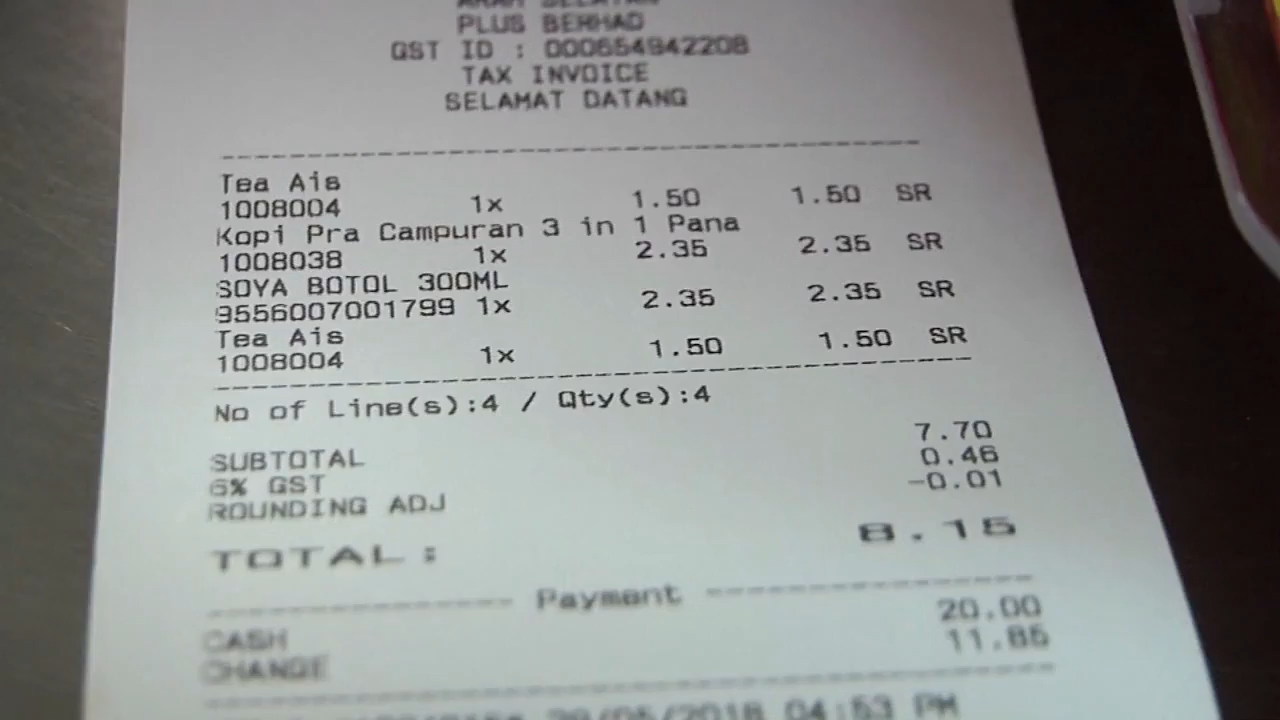 PLUS BERHAD
GST ID : 000654942208
TAX INVOICE
SELAMAT DATANG
Tea Ais
1008004 1x 1.50 1.50 SR
Kopi Pra Campuran 3 in 1 Pana
1008038 1x 2.35 2.35 SR
SOYA BOTOL 300ML
9556007001799 1x 2.35 2.35 SR
Tea Ais
1008004 1x 1.50 1.50 SR
No of Line(s):4 / Qty(s):4
SUBTOTAL 7.70
6% GST 0.46
ROUNDING ADJ -0.01
TOTAL: 8.15
Payment
CASH 20.00
CHANGE 11.85
04:53 PM